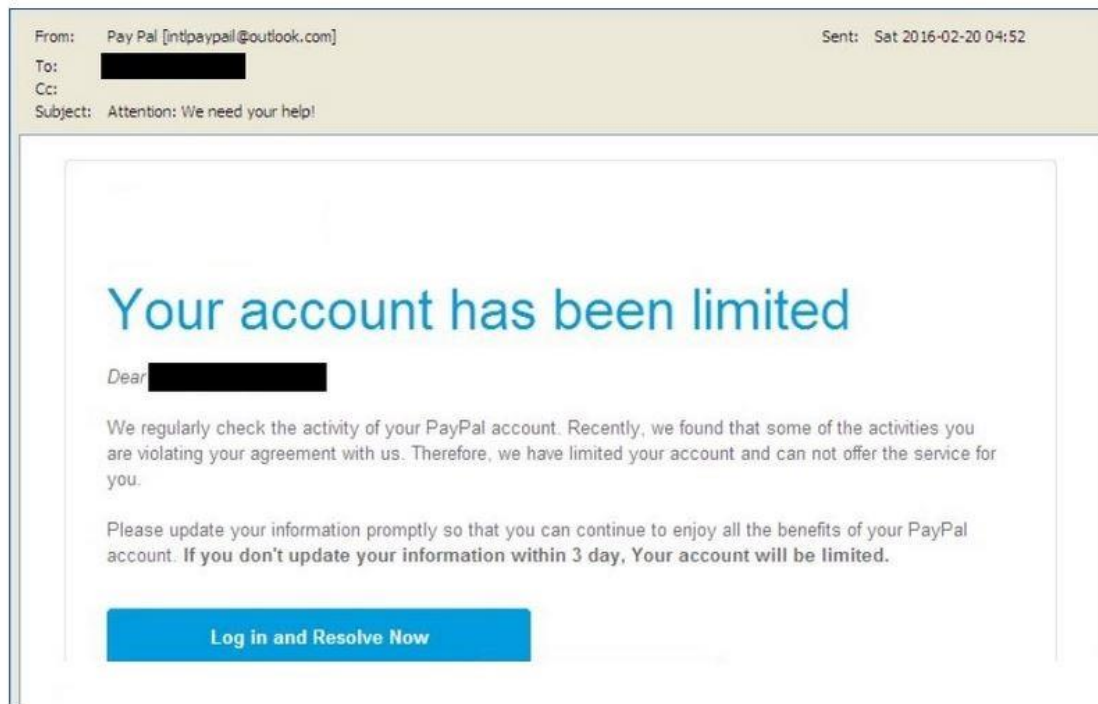 From: Pay Pal [intlpaypail@outlook.com] Sent: Sat 2016-02-20 04:52
To:
Cc:
Subject: Attention: We need your help!
Your account has been limited
Dear
We regularly check the activity of your PayPal account. Recently, we found that some of the activities you
are violating your agreement with us. Therefore, we have limited your account and can not offer the service for
you.
Please update your information promptly so that you can continue to enjoy all the benefits of your PayPal
account. If you don't update your information within 3 day, Your account will be limited.
Log in and Resolve Now